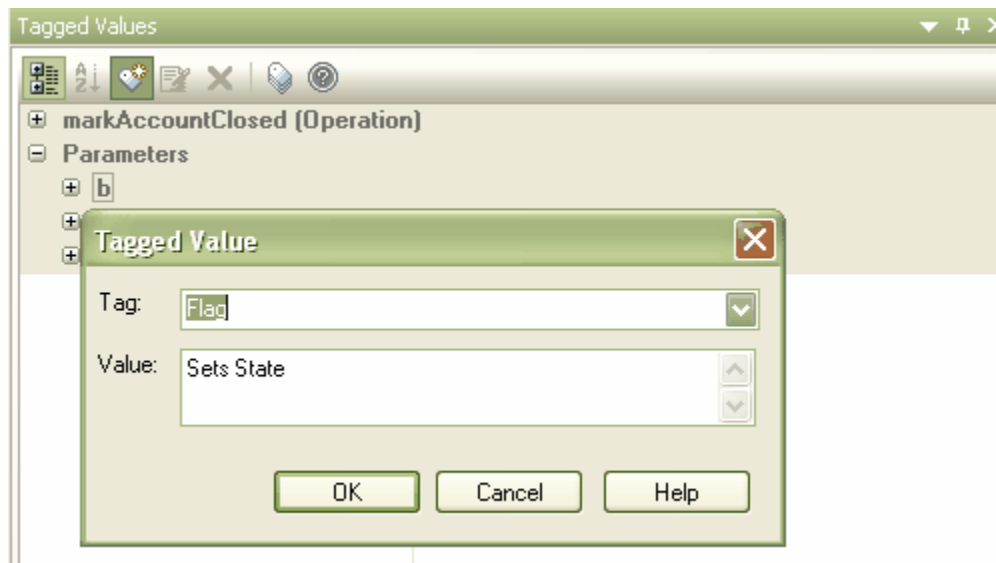 Tagged Values
markAccountClosed (Operation)
Parameters
b
Tagged Value
Tag:
Flag
Value:
Sets State
OK
Cancel
Help